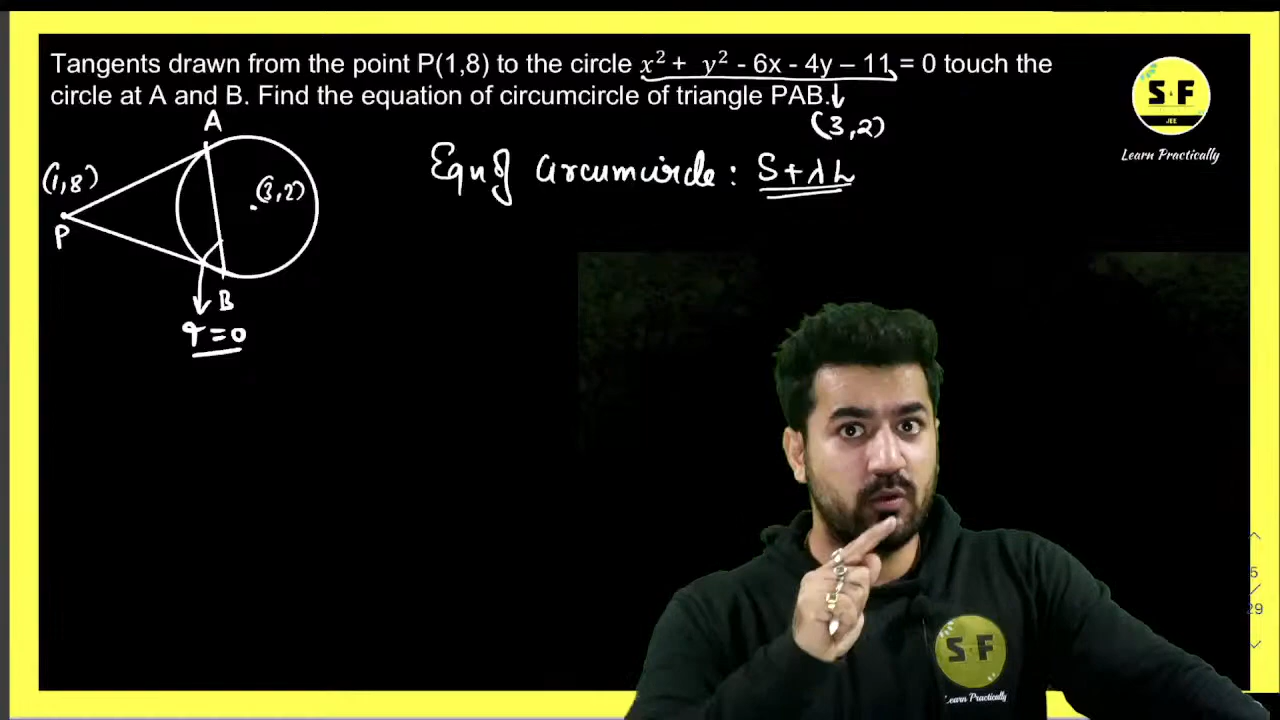 Tangents drawn from the point P(1,8) to the circle x² + y² - 6x - 4y – 11 = 0 touch the
circle at A and B. Find the equation of circumcircle of triangle PAB.
(3,2)
S F
JEE
Learn Practically
Eqn of circumcircle : S + λ L
A
(1,8)
(3,2)
P
B
T = 0
5
/
29
S F
Learn Practically